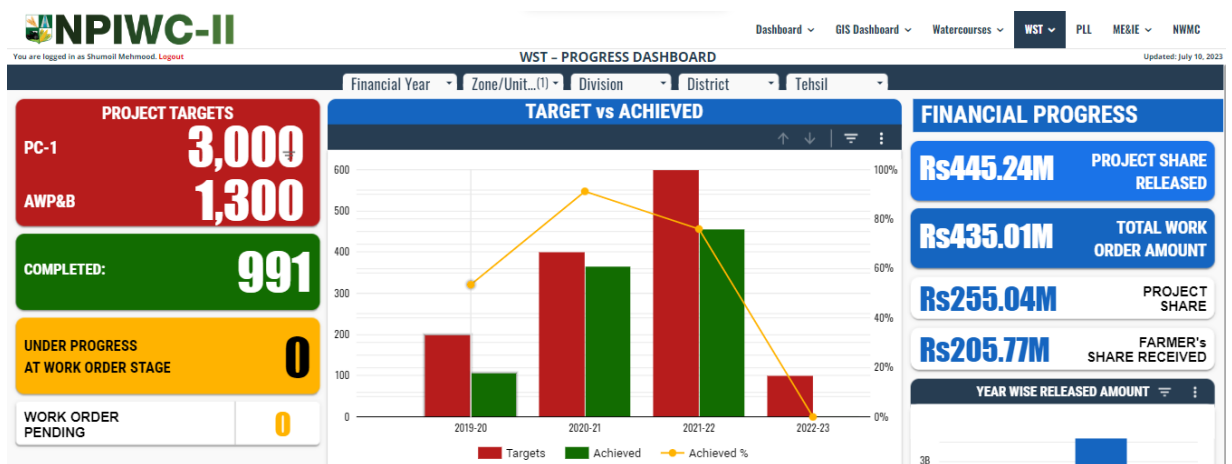 NPIWC-II
Dashboard
GIS Dashboard
Watercourses
WST
PLL
ME&IE
NWMC
You are logged in as Shumoil Mehmood. Logout
WST – PROGRESS DASHBOARD
Updated: July 10, 2023
Financial Year
Zone/Unit...(1)
Division
District
Tehsil
PROJECT TARGETS
PC-1
3,000
AWP&B
1,300
COMPLETED:
991
UNDER PROGRESS
AT WORK ORDER STAGE
0
WORK ORDER
PENDING
0
TARGET vs ACHIEVED
600
500
400
300
200
100
0
100%
80%
60%
40%
20%
0%
2019-20
2020-21
2021-22
2022-23
Targets
Achieved
Achieved %
FINANCIAL PROGRESS
Rs445.24M
PROJECT SHARE
RELEASED
Rs435.01M
TOTAL WORK
ORDER AMOUNT
Rs255.04M
PROJECT
SHARE
Rs205.77M
FARMER's
SHARE RECEIVED
YEAR WISE RELEASED AMOUNT
3B